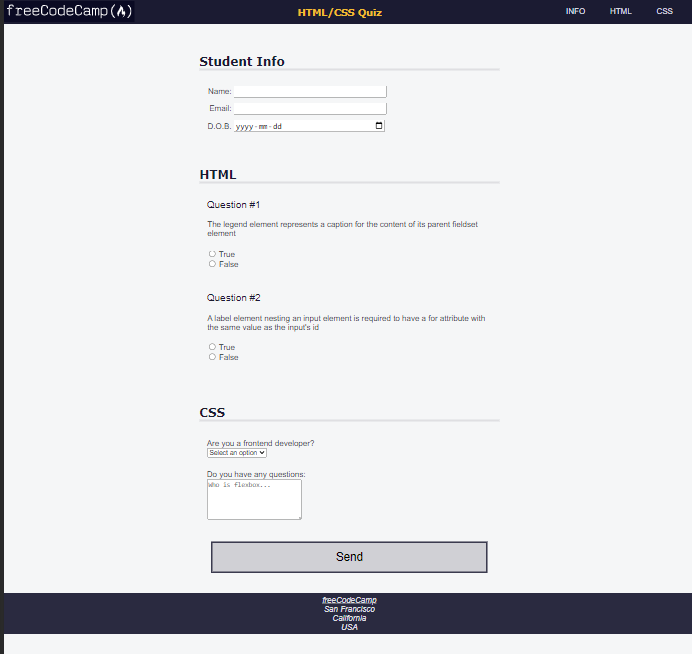 freeCodeCamp(🔥)
HTML/CSS Quiz
INFO
HTML
CSS
Student Info
Name:
Email:
D.O.B.
yyyy-mm-dd
HTML
Question #1
The legend element represents a caption for the content of its parent fieldset
element
True
False
Question #2
A label element nesting an input element is required to have a for attribute with
the same value as the input's id
True
False
CSS
Are you a frontend developer?
Select an option
Do you have any questions:
Who is flexbox...
Send
freeCodeCamp
San Francisco
California
USA